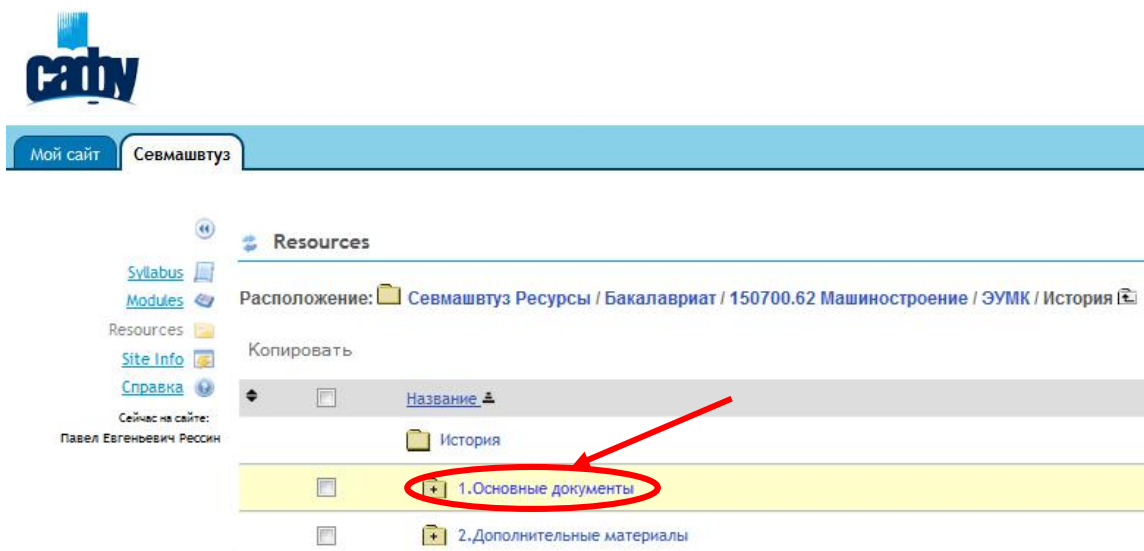 сафу
Мой сайт Севмашвтуз
Resources
Syllabus
Modules
Расположение: Севмашвтуз Ресурсы / Бакалавриат / 150700.62 Машиностроение / ЭУМК / История
Resources
Site Info
Копировать
Справка
Название
Сейчас на сайте:
Павел Евгеньевич Рессин
История
1.Основные документы
2.Дополнительные материалы